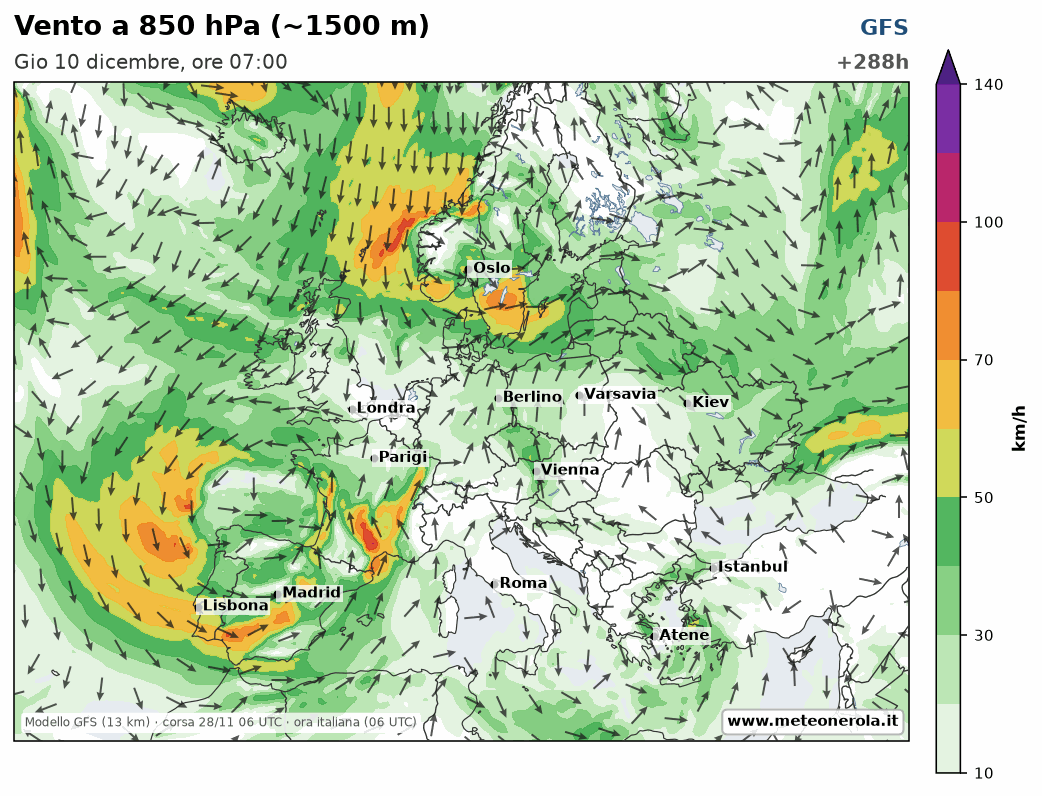 Vento a 850 hPa (~1500 m)
GFS
Gio 10 dicembre, ore 07:00
+288h
140
100
70
50
30
10
km/h
Oslo
Londra
Berlino
Varsavia
Kiev
Parigi
Vienna
Istanbul
Roma
Madrid
Lisbona
Atene
Modello GFS (13 km) · corsa 28/11 06 UTC · ora italiana (06 UTC)
www.meteonerola.it